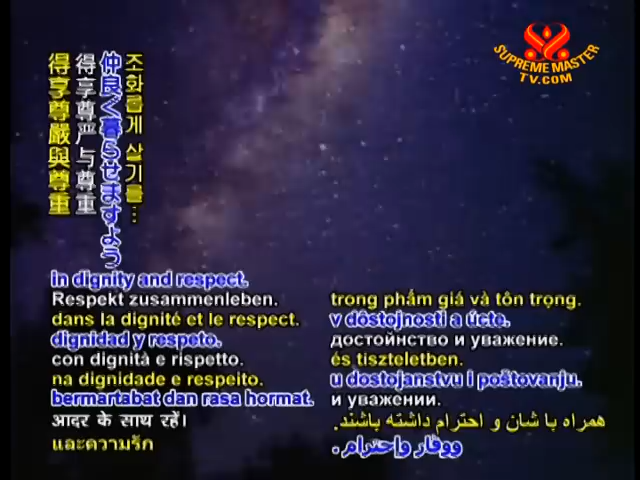 SUPREME MASTER
TV.COM
조화롭게 살기를...
仲良く暮らせますよう
得享尊严与尊重
得享尊嚴與尊重
in dignity and respect.
Respekt zusammenleben.
dans la dignité et le respect.
dignidad y respeto.
con dignità e rispetto.
na dignidade e respeito.
bermartabat dan rasa hormat.
आदर के साथ रहें।
และความรัก
trong phẩm giá và tôn trọng.
v dôstojnosti a úcte.
достойнство и уважение.
és tiszteletben.
u dostojanstvu i poštovanju.
и уважении.
همراه با شان و احترام داشته باشند.
ووقار واحترام.